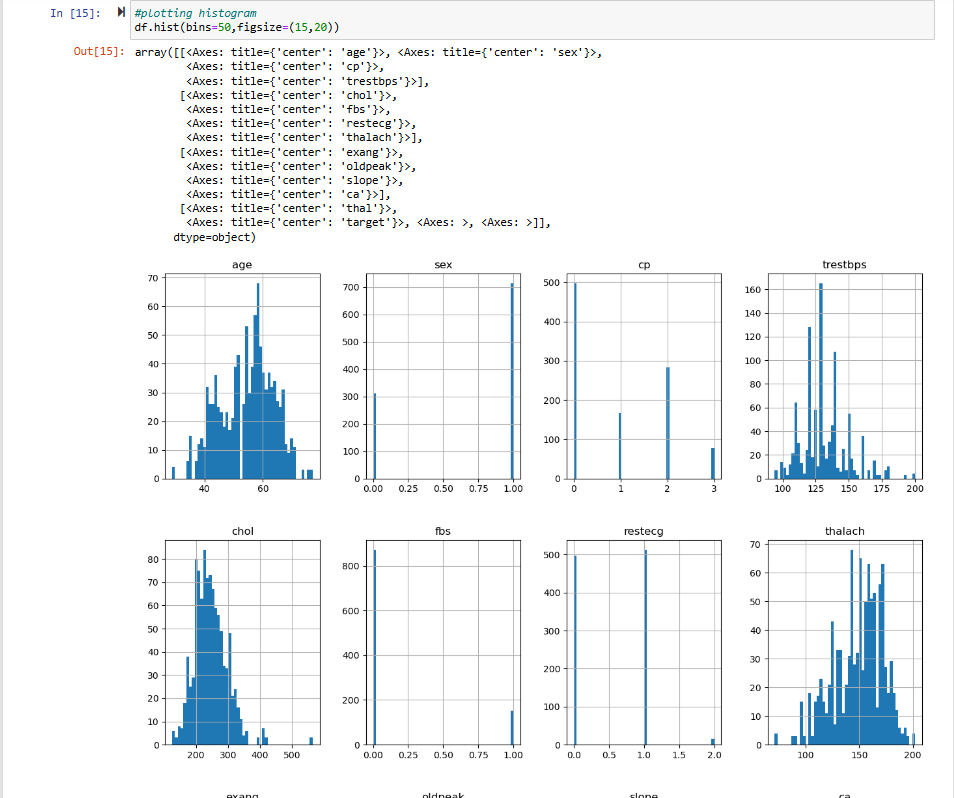 In [15]: #plotting histogram
df.hist(bins=50,figsize=(15,20))
Out[15]: array([[<Axes: title={'center': 'age'}>, <Axes: title={'center': 'sex'}>,
<Axes: title={'center': 'cp'}>,
<Axes: title={'center': 'trestbps'}>],
[<Axes: title={'center': 'chol'}>,
<Axes: title={'center': 'fbs'}>,
<Axes: title={'center': 'restecg'}>,
<Axes: title={'center': 'thalach'}>],
[<Axes: title={'center': 'exang'}>,
<Axes: title={'center': 'oldpeak'}>,
<Axes: title={'center': 'slope'}>,
<Axes: title={'center': 'ca'}>],
[<Axes: title={'center': 'thal'}>,
<Axes: title={'center': 'target'}>, <Axes: >, <Axes: >]],
dtype=object)
age
70
60
50
40
30
20
10
0
40 60
sex
700
600
500
400
300
200
100
0
0.00 0.25 0.50 0.75 1.00
cp
500
400
300
200
100
0
0 1 2 3
trestbps
160
140
120
100
80
60
40
20
0
100 125 150 175 200
chol
80
70
60
50
40
30
20
10
0
200 300 400 500
fbs
800
600
400
200
0
0.00 0.25 0.50 0.75 1.00
restecg
500
400
300
200
100
0
0.0 0.5 1.0 1.5 2.0
thalach
70
60
50
40
30
20
10
0
100 150 200
exang oldpeak slope ca